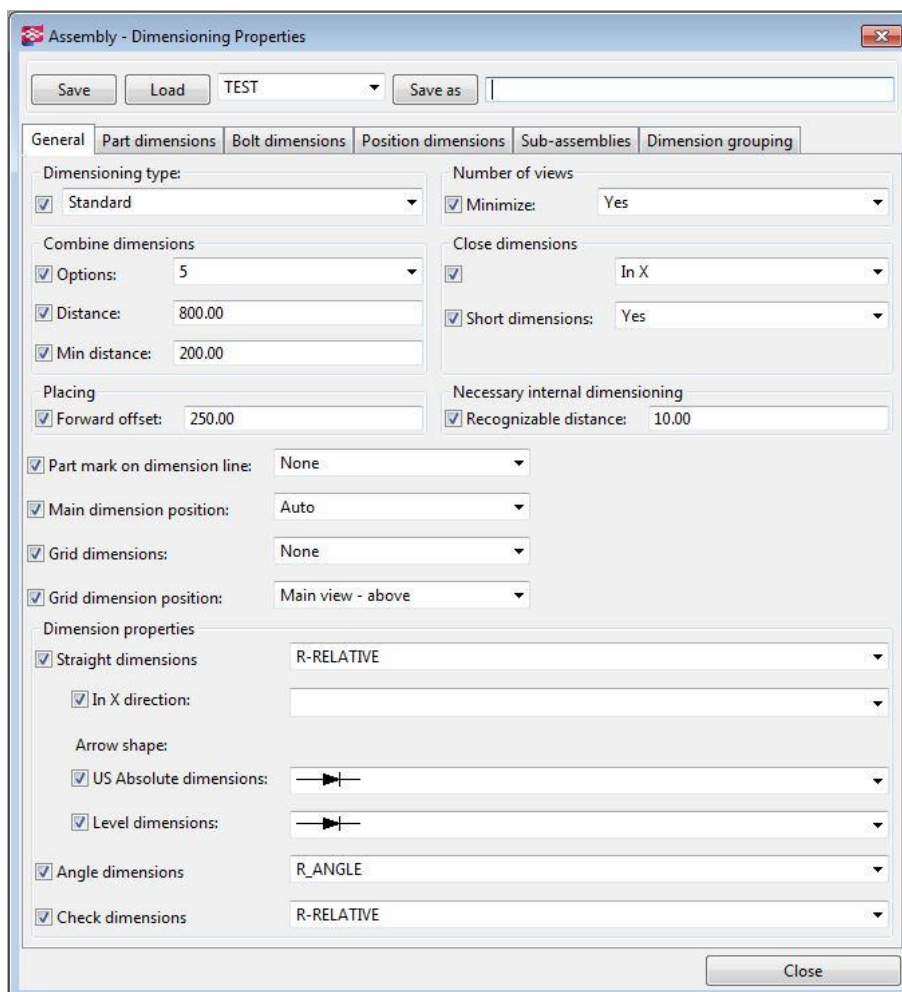 Assembly - Dimensioning Properties
Save Load TEST Save as
General Part dimensions Bolt dimensions Position dimensions Sub-assemblies Dimension grouping
Dimensioning type: Number of views
Standard Minimize: Yes
Combine dimensions Close dimensions
Options: 5 In X
Distance: 800.00 Short dimensions: Yes
Min distance: 200.00
Placing Necessary internal dimensioning
Forward offset: 250.00 Recognizable distance: 10.00
Part mark on dimension line: None
Main dimension position: Auto
Grid dimensions: None
Grid dimension position: Main view - above
Dimension properties
Straight dimensions R-RELATIVE
In X direction:
Arrow shape:
US Absolute dimensions:
Level dimensions:
Angle dimensions R_ANGLE
Check dimensions R-RELATIVE
Close